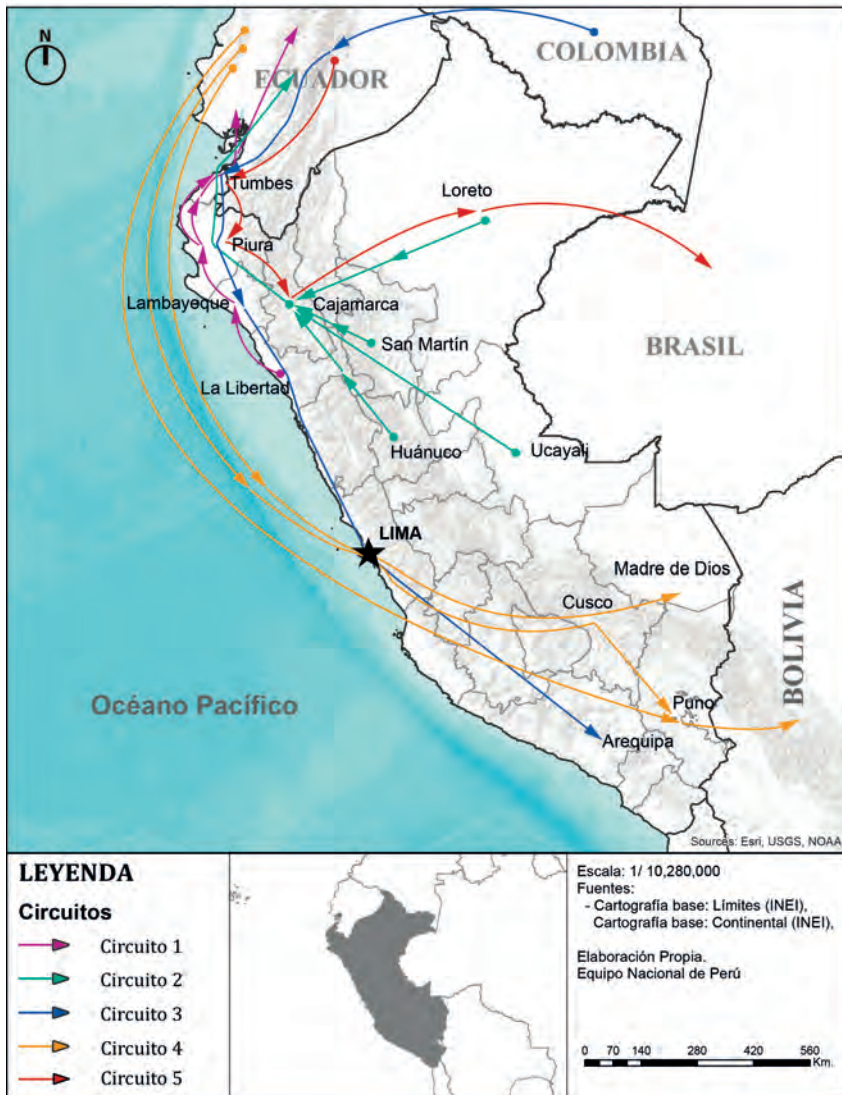 N
COLOMBIA
ECUADOR
Tumbes
Loreto
Piura
Lambayeque
Cajamarca
San Martín
BRASIL
La Libertad
Huánuco
Ucayali
LIMA
Madre de Dios
Cusco
BOLIVIA
Océano Pacífico
Puno
Arequipa
Sources: Esri, USGS, NOAA
LEYENDA
Circuitos
Circuito 1
Circuito 2
Circuito 3
Circuito 4
Circuito 5
Escala: 1/ 10,280,000
Fuentes:
- Cartografía base: Límites (INEI),
Cartografía base: Continental (INEI),
Elaboración Propia.
Equipo Nacional de Perú
0 70 140 280 420 560
Km.